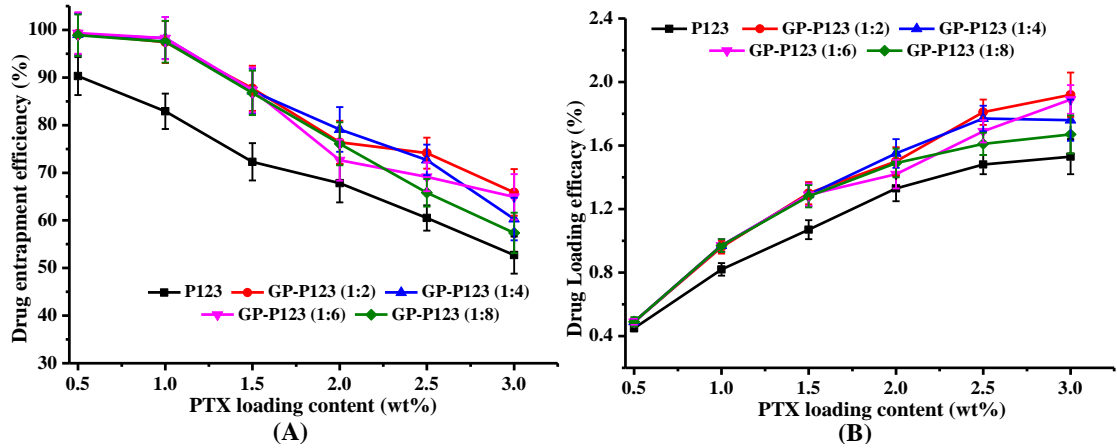 Drug entrapment efficiency (%)
100
90
80
70
60
50
40
30
P123 GP-P123 (1:2) GP-P123 (1:4)
GP-P123 (1:6) GP-P123 (1:8)
0.5 1.0 1.5 2.0 2.5 3.0
PTX loading content (wt%)
(A)
Drug Loading efficacy (%)
2.4
2.0
1.6
1.2
0.8
0.4
P123 GP-P123 (1:2) GP-P123 (1:4)
GP-P123 (1:6) GP-P123 (1:8)
0.5 1.0 1.5 2.0 2.5 3.0
PTX loading content (wt%)
(B)